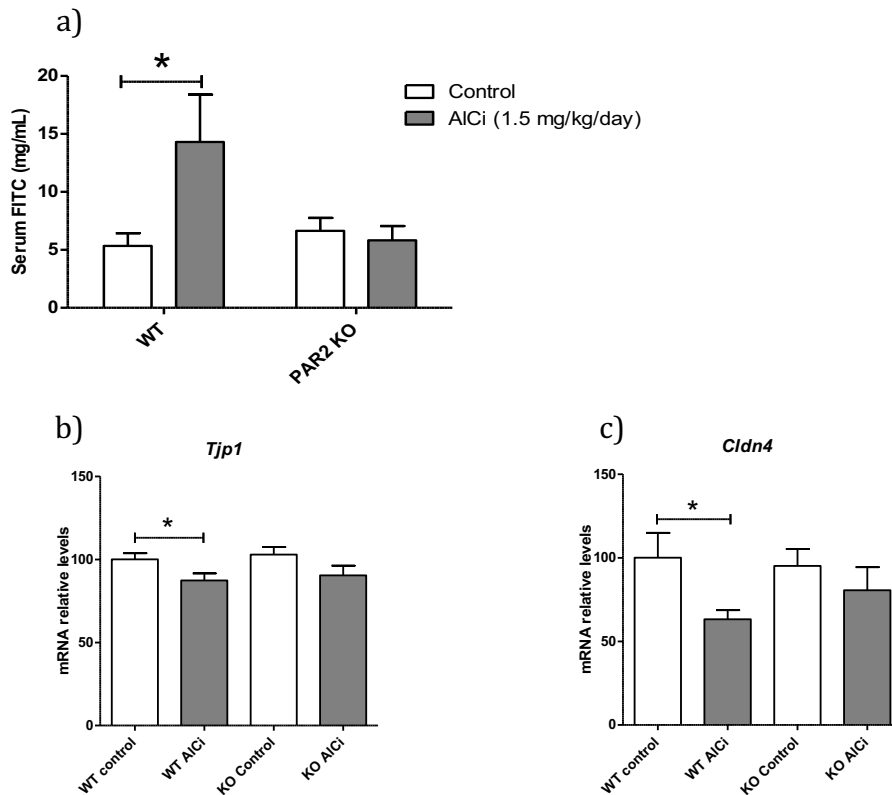 a)
*
20
15
10
5
0
Serum FITC (mg/mL)
Control
AlCi (1.5 mg/kg/day)
WT
PAR2 KO
b)
Tjp1
150
100
50
0
mRNA relative levels
*
WT control
WT AlCi
KO Control
KO AlCi
c)
Cldn4
150
100
50
0
mRNA relative levels
*
WT control
WT AlCi
KO Control
KO AlCi